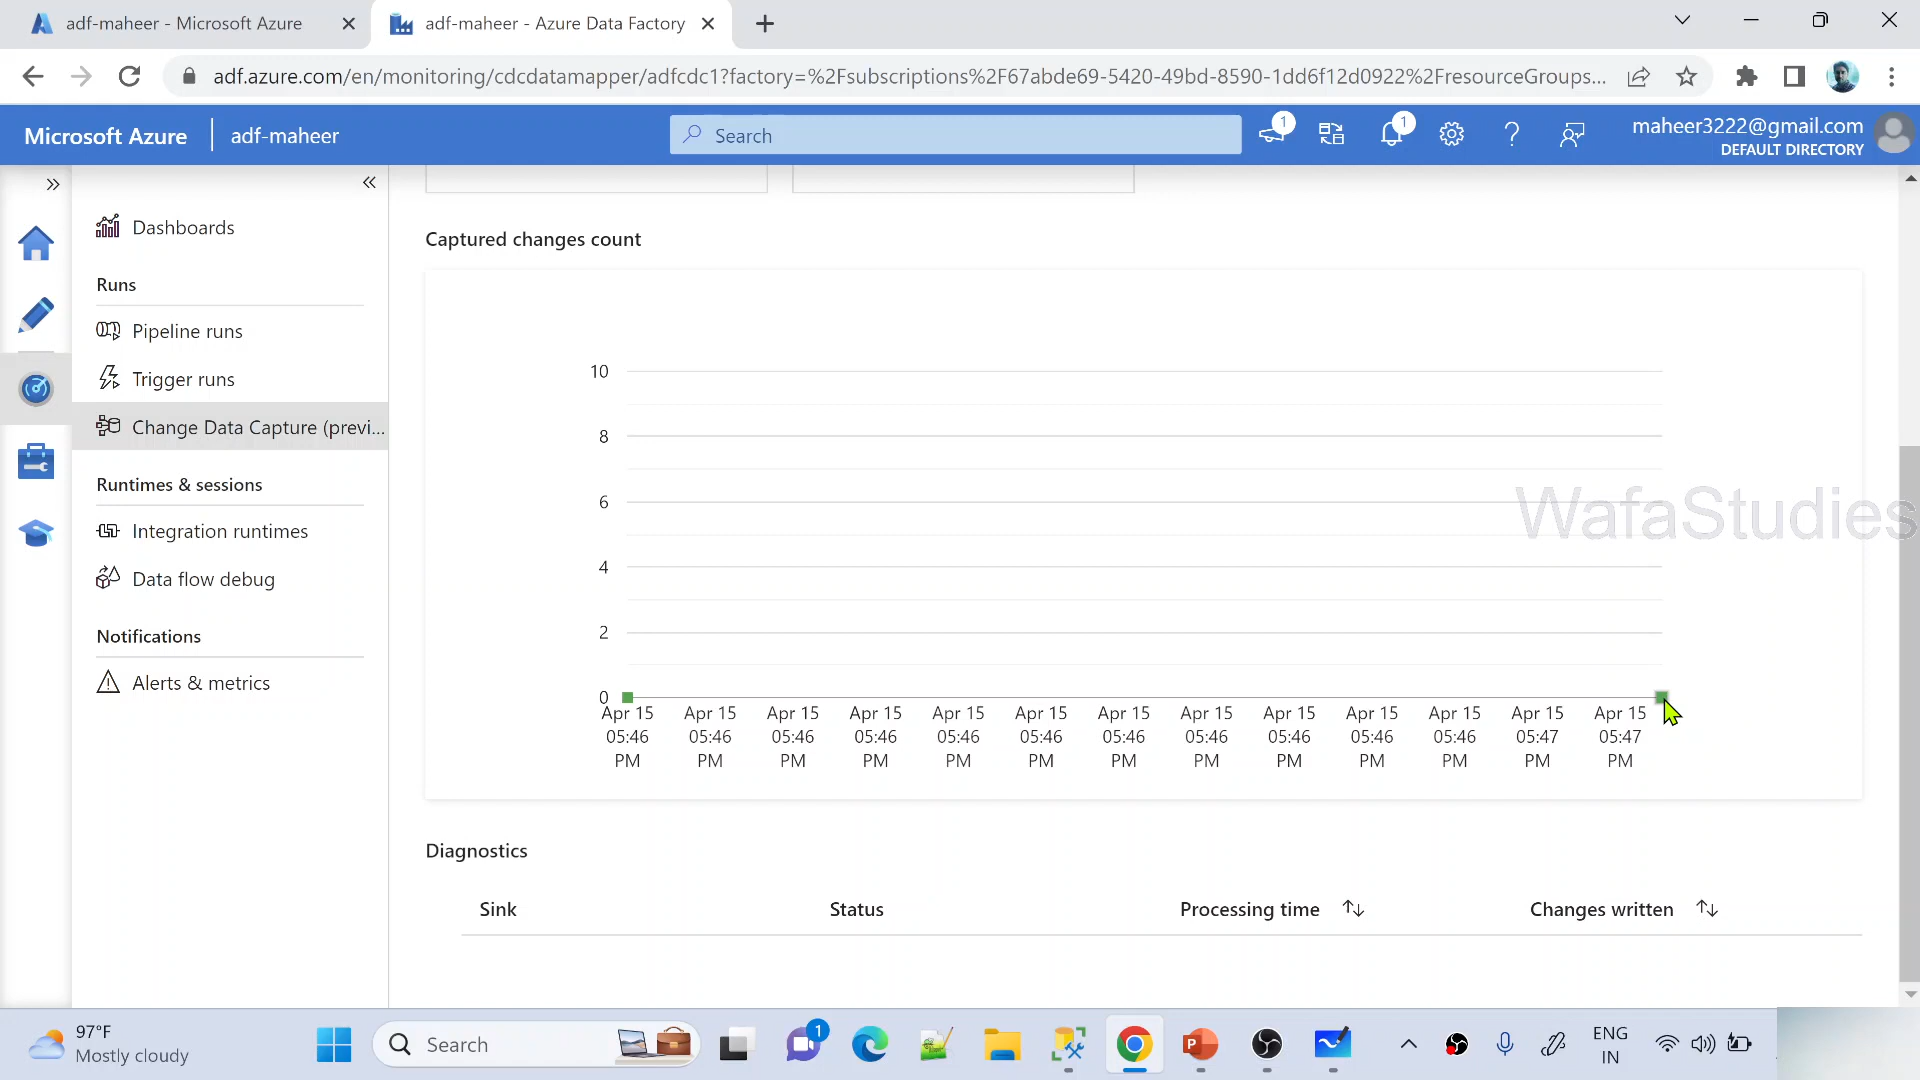 adf-maheer - Microsoft Azure
adf-maheer - Azure Data Factory
adf.azure.com/en/monitoring/cdcdatamapper/adfcdc1?factory=%2Fsubscriptions%2F67abde69-5420-49bd-8590-1dd6f12d0922%2FresourceGroups...
Microsoft Azure
adf-maheer
Search
1
1
maheer3222@gmail.com
DEFAULT DIRECTORY
Dashboards
Runs
Pipeline runs
Trigger runs
Change Data Capture (previ...
Runtimes & sessions
Integration runtimes
Data flow debug
Notifications
Alerts & metrics
Captured changes count
10
8
6
4
2
0
Apr 15 Apr 15 Apr 15 Apr 15 Apr 15 Apr 15 Apr 15 Apr 15 Apr 15 Apr 15 Apr 15 Apr 15 Apr 15
05:46 05:46 05:46 05:46 05:46 05:46 05:46 05:46 05:46 05:46 05:46 05:47 05:47
PM PM PM PM PM PM PM PM PM PM PM PM PM
WafaStudies
Diagnostics
Sink Status Processing time Changes written
97°F
Mostly cloudy
Search
1
ENG
IN